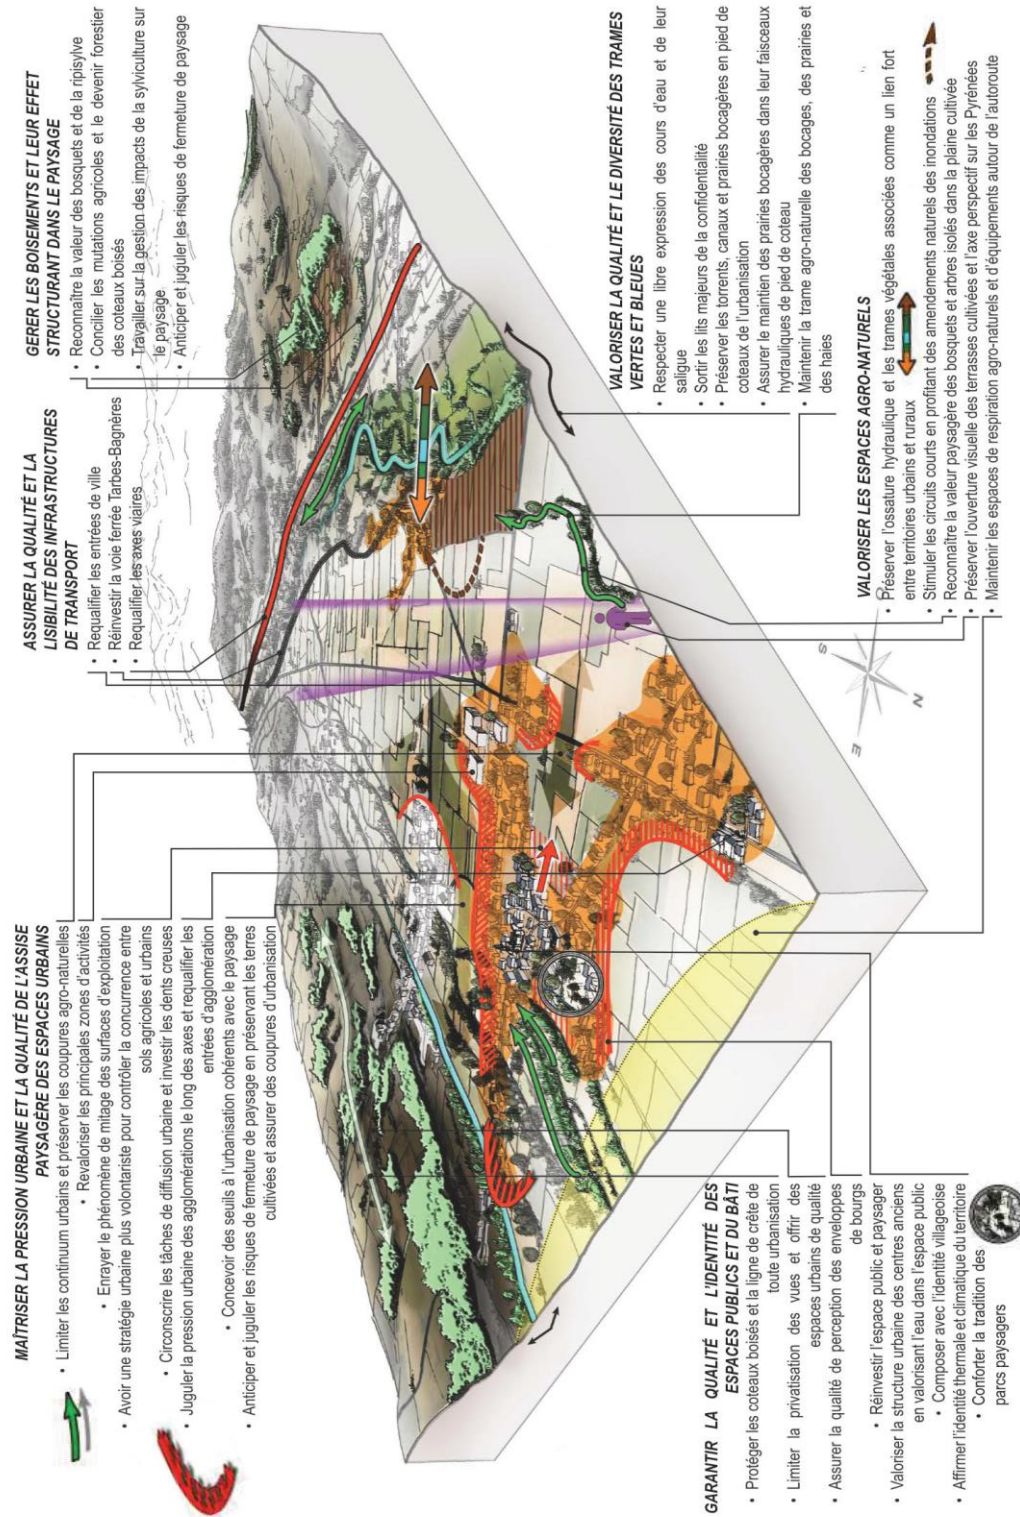 MAÎTRISER LA PRESSION URBAINE ET LA QUALITÉ DE L'ASSISE
PAYSAGÈRE DES ESPACES URBAINS
• Limiter les continuum urbains et préserver les coupures agro-naturelles
• Revaloriser les principales zones d'activités
• Enrayer le phénomène de mitage des surfaces d'exploitation
• Avoir une stratégie urbaine plus volontariste pour contrôler la concurrence entre
sols agricoles et urbains
• Circonscrire les tâches de diffusion urbaine et investir les dents creuses
• Juguler la pression urbaine des agglomérations le long des axes et requalifier les
entrées d'agglomération
• Concevoir des seuils à l'urbanisation cohérents avec le paysage
• Anticiper et juguler les risques de fermeture de paysage en préservant les terres
cultivées et assurer des coupures d'urbanisation
ASSURER LA QUALITÉ ET LA
LISIBILITÉ DES INFRASTRUCTURES
DE TRANSPORT
• Requalifier les entrées de ville
• Réinvestir la voie ferrée Tarbes-Bagnères
• Requalifier les axes viaires
GERER LES BOISEMENTS ET LEUR EFFET
STRUCTURANT DANS LE PAYSAGE
• Reconnaître la valeur des bosquets et de la ripisylve
• Concilier les mutations agricoles et le devenir forestier
des coteaux boisés
• Travailler sur la gestion des impacts de la sylviculture sur
le paysage
• Anticiper et juguler les risques de fermeture de paysage
GARANTIR LA QUALITÉ ET L'IDENTITÉ DES
ESPACES PUBLICS ET DU BÂTI
• Protéger les coteaux boisés et la ligne de crête de
toute urbanisation
• Limiter la privatisation des vues et offrir des
espaces urbains de qualité
• Assurer la qualité de perception des enveloppes
de bourgs
• Réinvestir l'espace public et paysager
• Valoriser la structure urbaine des centres anciens
en valorisant l'eau dans l'espace public
• Composer avec l'identité villageoise
• Affirmer l'identité thermale et climatique du territoire
• Conforter la tradition des
parcs paysagers
N
E
S
VALORISER LA QUALITÉ ET LE DIVERSITÉ DES TRAMES
VERTES ET BLEUES
• Respecter une libre expression des cours d'eau et de leur
saligue
• Sortir les lits majeurs de la confidentialité
• Préserver les torrents, canaux et prairies bocagères en pied de
coteaux de l'urbanisation
• Assurer le maintien des prairies bocagères dans leur faisceaux
hydrauliques de pied de coteau
• Maintenir la trame agro-naturelle des bocages, des prairies et
des haies
VALORISER LES ESPACES AGRO-NATURELS
• Préserver l'ossature hydraulique et les trames végétales associées comme un lien fort
entre territoires urbains et ruraux
• Stimuler les circuits courts en profitant des amendements naturels des inondations
• Reconnaître la valeur paysagère des bosquets et arbres isolés dans la plaine cultivée
• Préserver l'ouverture visuelle des terrasses cultivées et l'axe perspectif sur les Pyrénées
• Maintenir les espaces de respiration agro-naturels et d'équipements autour de l'autoroute